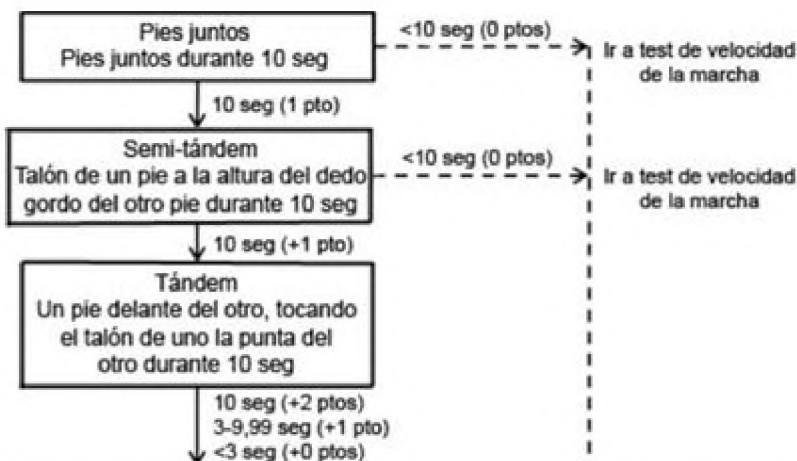 Pies juntos
Pies juntos durante 10 seg
<10 seg (0 ptos)
Ir a test de velocidad
de la marcha
10 seg (1 pto)
Semi-tándem
Talón de un pie a la altura del dedo
gordo del otro pie durante 10 seg
<10 seg (0 ptos)
Ir a test de velocidad
de la marcha
10 seg (+1 pto)
Tándem
Un pie delante del otro, tocando
el talón de uno la punta del
otro durante 10 seg
10 seg (+2 ptos)
3-9,99 seg (+1 pto)
<3 seg (+0 ptos)